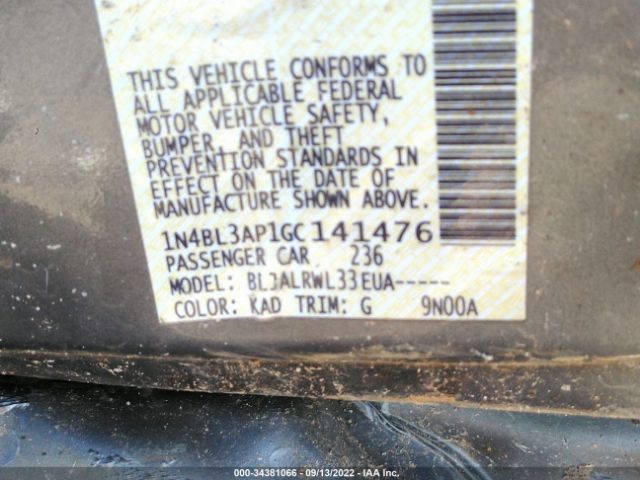 THIS VEHICLE CONFORMS TO
ALL APPLICABLE FEDERAL
MOTOR VEHICLE SAFETY,
BUMPER, AND THEFT
PREVENTION STANDARDS IN
EFFECT ON THE DATE OF
MANUFACTURE SHOWN ABOVE.
1N4BL3AP1GC141476
PASSENGER CAR 236
MODEL: BL3ALRWL33EUA-----
COLOR: KAD TRIM: G 9N00A
000-34381066 - 09/13/2022 - IAA Inc.